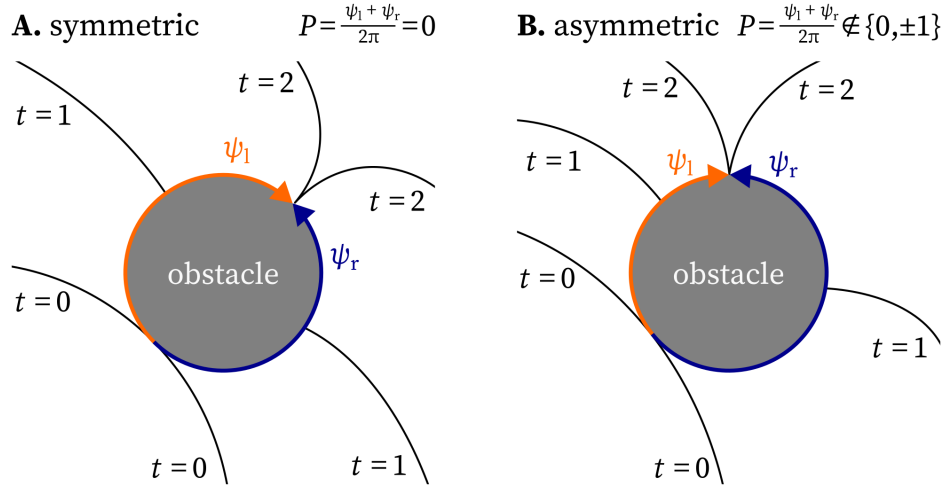 A. symmetric P = (ψl + ψr)/2π = 0
t = 2
t = 1
ψl
t = 2
ψr
obstacle
t = 0
t = 0
t = 1
B. asymmetric P = (ψl + ψr)/2π ∉ {0,±1}
t = 2
t = 2
t = 1
ψl
ψr
obstacle
t = 0
t = 1
t = 0